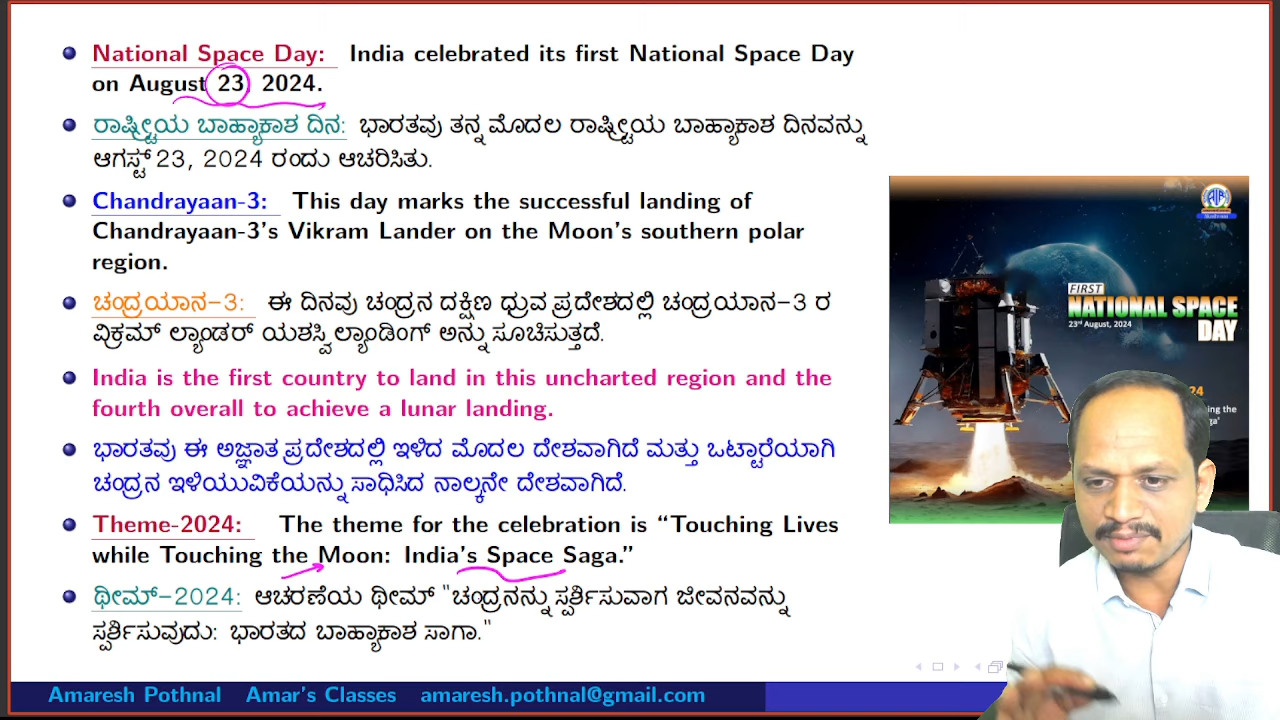 National Space Day: India celebrated its first National Space Day
on August 23, 2024.
ರಾಷ್ಟ್ರೀಯ ಬಾಹ್ಯಾಕಾಶ ದಿನ: ಭಾರತವು ತನ್ನ ಮೊದಲ ರಾಷ್ಟ್ರೀಯ ಬಾಹ್ಯಾಕಾಶ ದಿನವನ್ನು
ಆಗಸ್ಟ್ 23, 2024 ರಂದು ಆಚರಿಸಿತು.
Chandrayaan-3: This day marks the successful landing of
Chandrayaan-3's Vikram Lander on the Moon's southern polar
region.
ಚಂದ್ರಯಾನ-3: ಈ ದಿನವು ಚಂದ್ರನ ದಕ್ಷಿಣ ಧ್ರುವ ಪ್ರದೇಶದಲ್ಲಿ ಚಂದ್ರಯಾನ-3 ರ
ವಿಕ್ರಮ್ ಲ್ಯಾಂಡರ್ ಯಶಸ್ವಿ ಲ್ಯಾಂಡಿಂಗ್ ಅನ್ನು ಸೂಚಿಸುತ್ತದೆ.
India is the first country to land in this uncharted region and the
fourth overall to achieve a lunar landing.
ಭಾರತವು ಈ ಅಜ್ಞಾತ ಪ್ರದೇಶದಲ್ಲಿ ಇಳಿದ ಮೊದಲ ದೇಶವಾಗಿದೆ ಮತ್ತು ಒಟ್ಟಾರೆಯಾಗಿ
ಚಂದ್ರನ ಇಳಿಯುವಿಕೆಯನ್ನು ಸಾಧಿಸಿದ ನಾಲ್ಕನೇ ದೇಶವಾಗಿದೆ.
Theme-2024: The theme for the celebration is “Touching Lives
while Touching the Moon: India's Space Saga.”
ಥೀಮ್-2024: ಆಚರಣೆಯ ಥೀಮ್ "ಚಂದ್ರನನ್ನು ಸ್ಪರ್ಶಿಸುವಾಗ ಜೀವನವನ್ನು
ಸ್ಪರ್ಶಿಸುವುದು: ಭಾರತದ ಬಾಹ್ಯಾಕಾಶ ಸಾಗಾ."
AIR
FIRST
NATIONAL SPACE
DAY
23rd August, 2024
24
the
Amaresh Pothnal Amar's Classes amaresh.pothnal@gmail.com